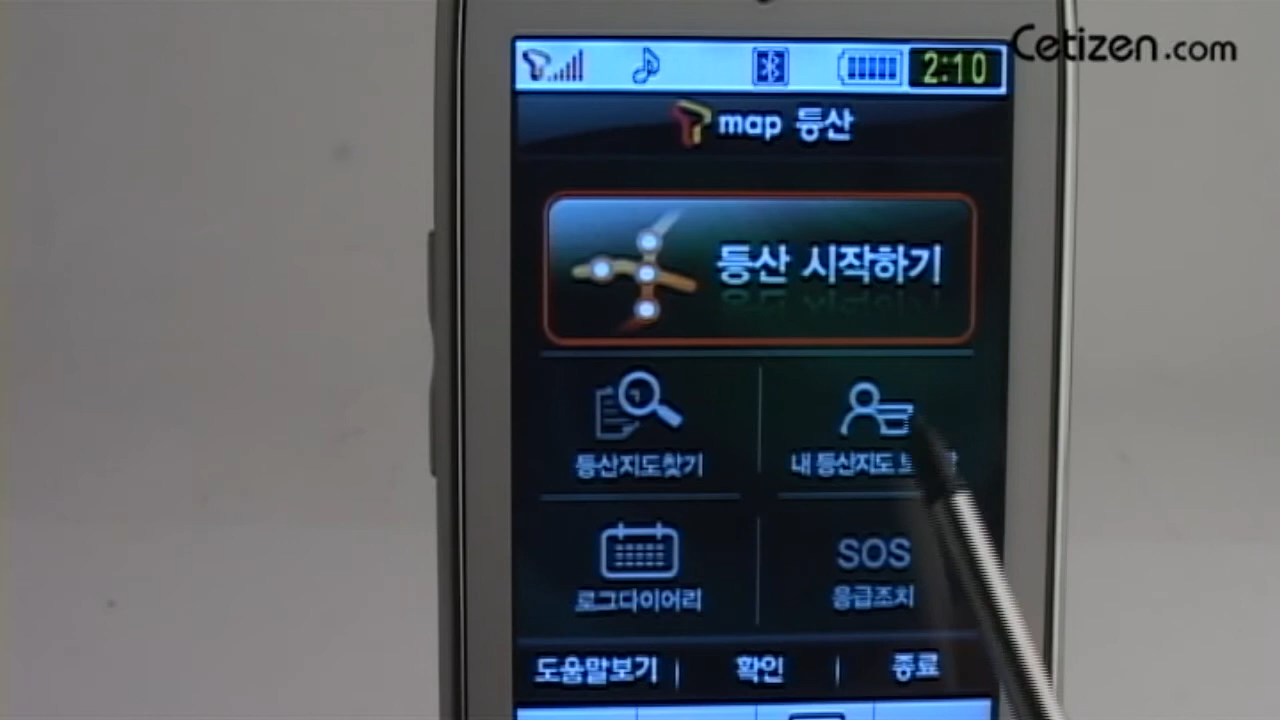 Cetizen.com
2:10
map 등산
등산 시작하기
등산지도찾기
내 등산지도
로그다이어리
SOS
응급조치
도움말보기 | 확인 | 종료